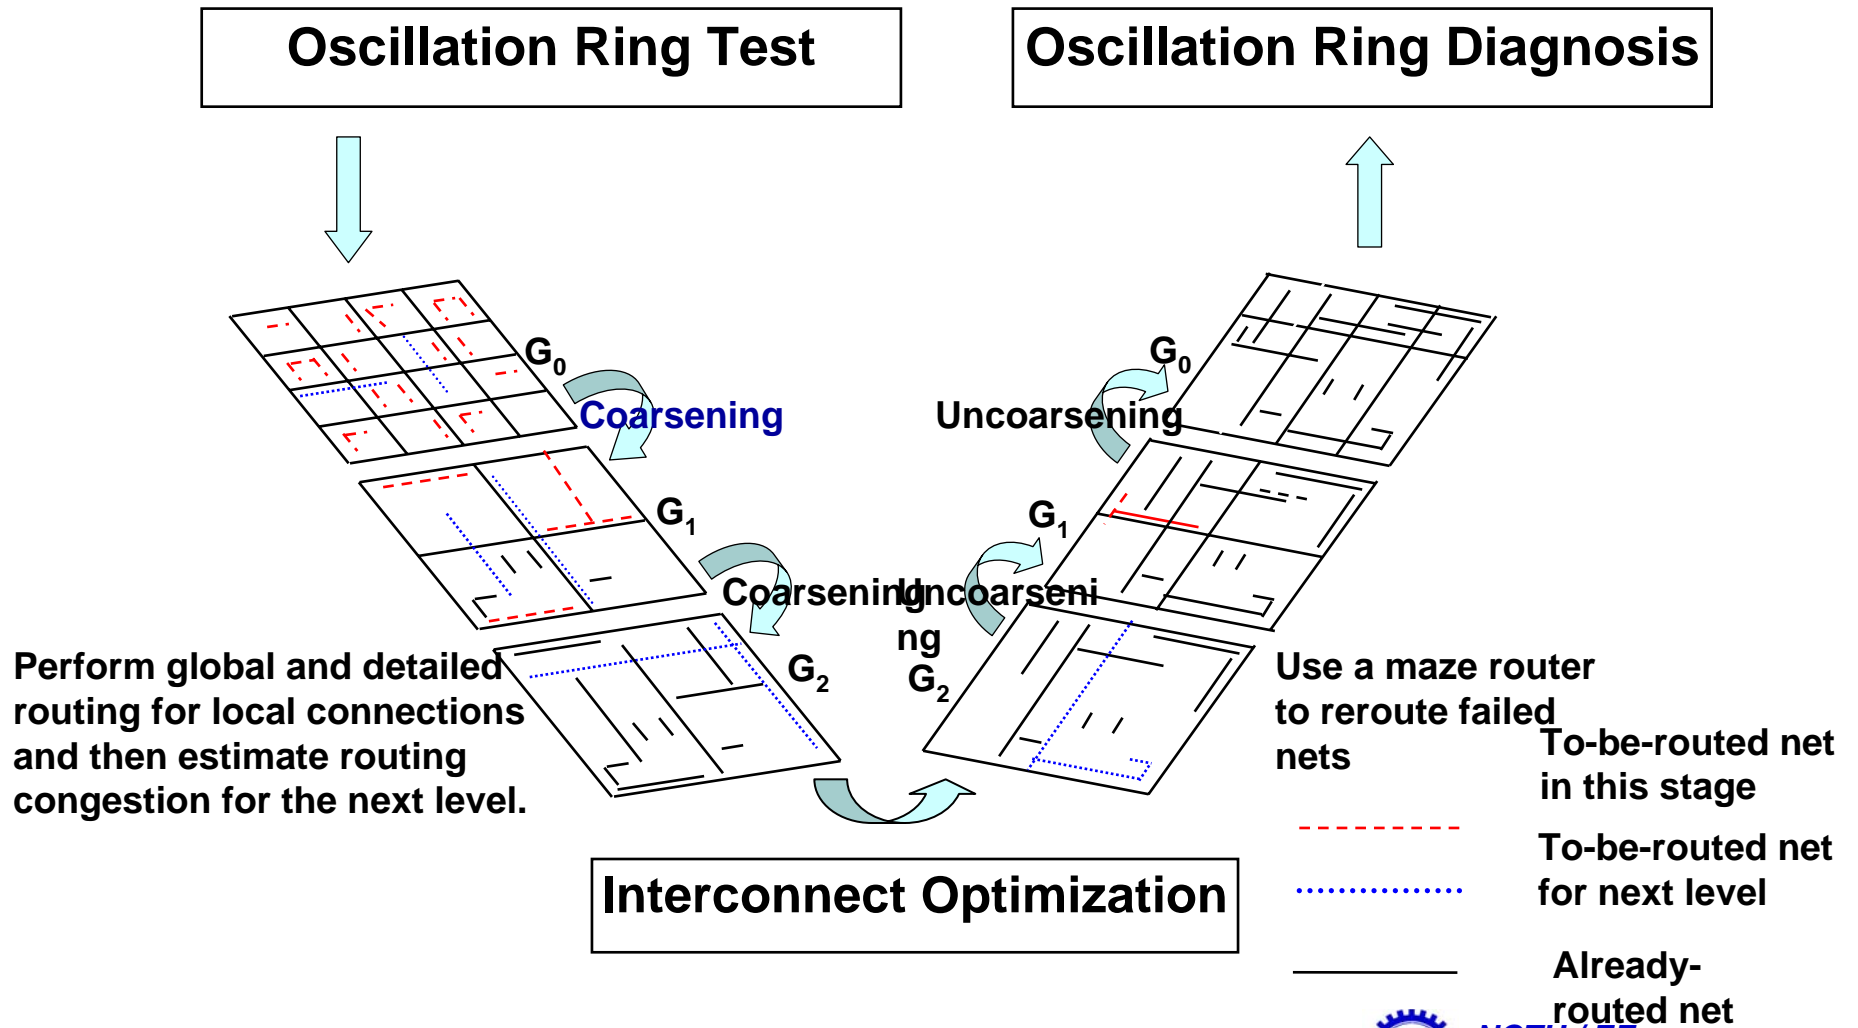 Oscillation Ring Test
Oscillation Ring Diagnosis
G0
Coarsening
G0
Uncoarsening
G1
Coarsening
G1
Uncoarseni
ng
G2
G2
Perform global and detailed
routing for local connections
and then estimate routing
congestion for the next level.
Use a maze router
to reroute failed
nets
To-be-routed net
in this stage
To-be-routed net
for next level
Already-
routed net
Interconnect Optimization